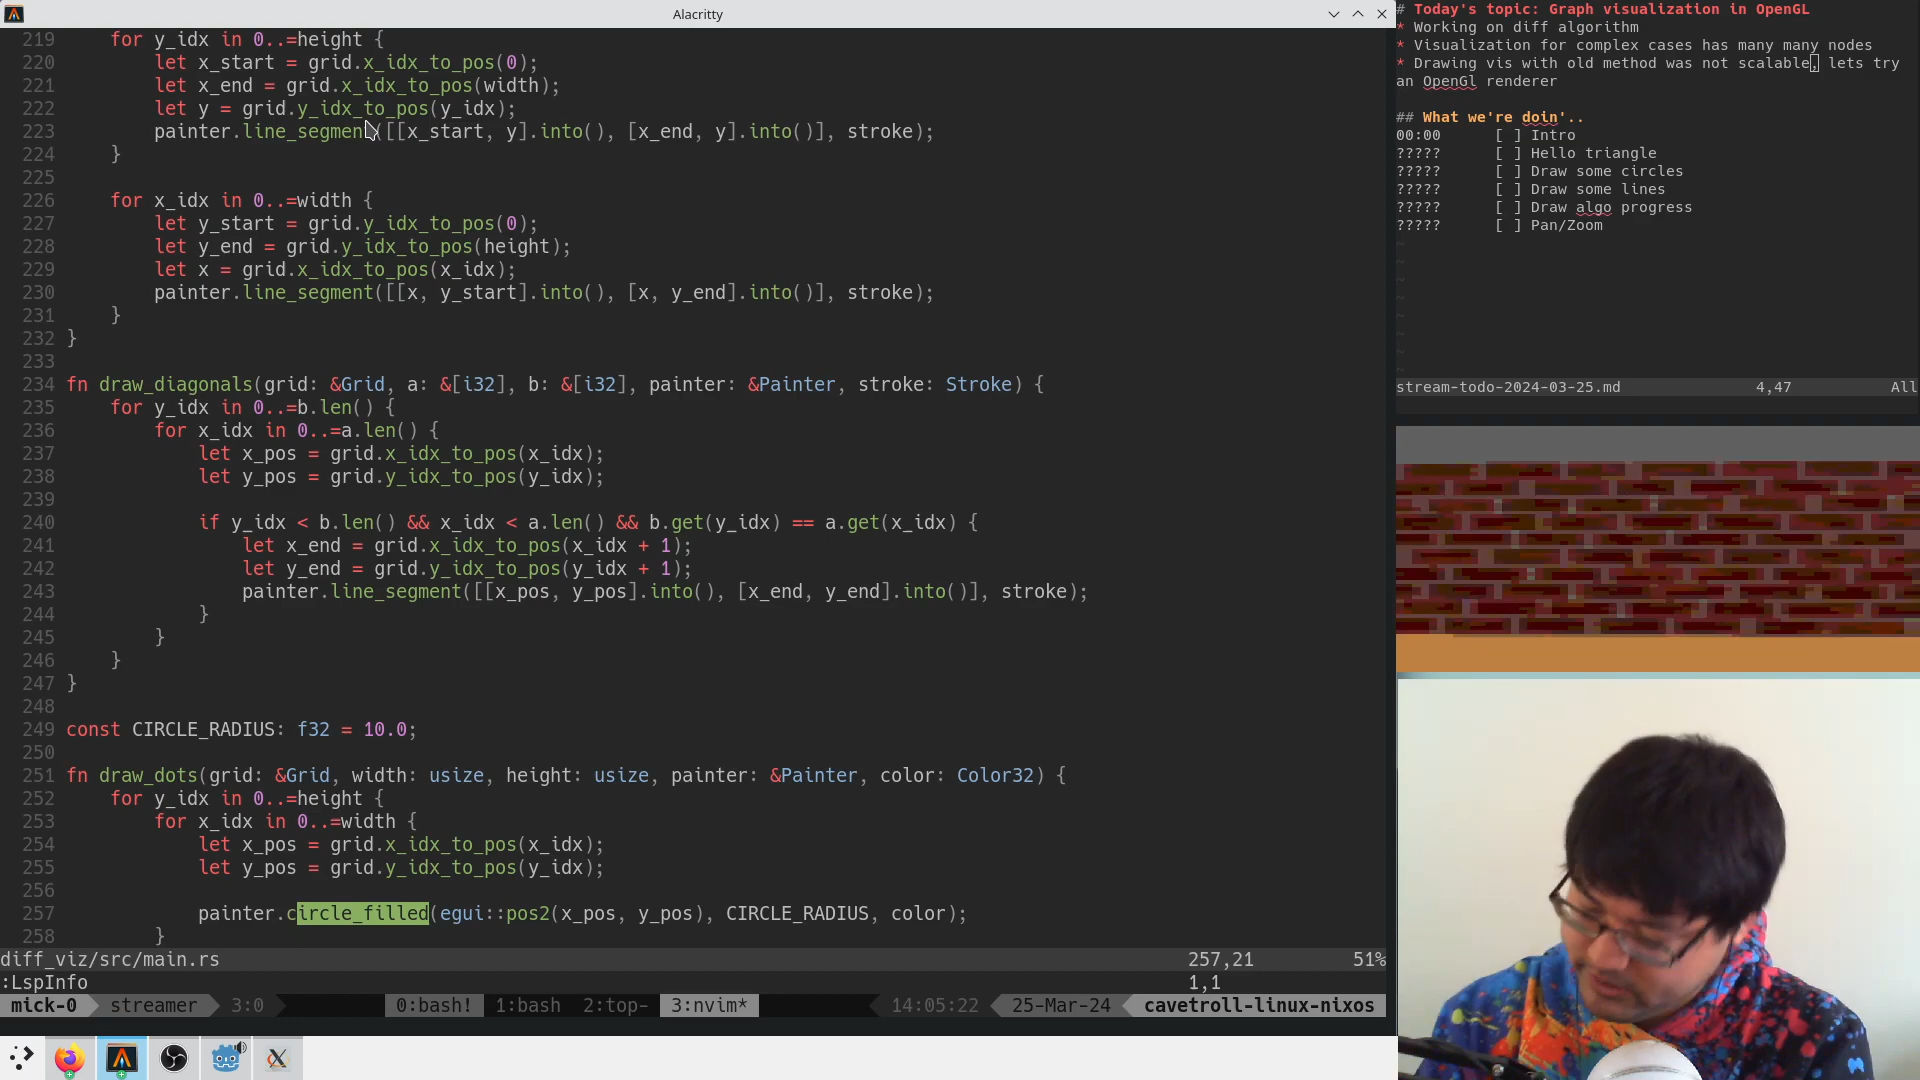 Alacritty
219     for y_idx in 0..=height {
220         let x_start = grid.x_idx_to_pos(0);
221         let x_end = grid.x_idx_to_pos(width);
222         let y = grid.y_idx_to_pos(y_idx);
223         painter.line_segment([[x_start, y].into(), [x_end, y].into()], stroke);
224     }
225
226     for x_idx in 0..=width {
227         let y_start = grid.y_idx_to_pos(0);
228         let y_end = grid.y_idx_to_pos(height);
229         let x = grid.x_idx_to_pos(x_idx);
230         painter.line_segment([[x, y_start].into(), [x, y_end].into()], stroke);
231     }
232 }
233
234 fn draw_diagonals(grid: &Grid, a: &[i32], b: &[i32], painter: &Painter, stroke: Stroke) {
235     for y_idx in 0..=b.len() {
236         for x_idx in 0..=a.len() {
237             let x_pos = grid.x_idx_to_pos(x_idx);
238             let y_pos = grid.y_idx_to_pos(y_idx);
239
240             if y_idx < b.len() && x_idx < a.len() && b.get(y_idx) == a.get(x_idx) {
241                 let x_end = grid.x_idx_to_pos(x_idx + 1);
242                 let y_end = grid.y_idx_to_pos(y_idx + 1);
243                 painter.line_segment([[x_pos, y_pos].into(), [x_end, y_end].into()], stroke);
244             }
245         }
246     }
247 }
248
249 const CIRCLE_RADIUS: f32 = 10.0;
250
251 fn draw_dots(grid: &Grid, width: usize, height: usize, painter: &Painter, color: Color32) {
252     for y_idx in 0..=height {
253         for x_idx in 0..=width {
254             let x_pos = grid.x_idx_to_pos(x_idx);
255             let y_pos = grid.y_idx_to_pos(y_idx);
256
257             painter.circle_filled(egui::pos2(x_pos, y_pos), CIRCLE_RADIUS, color);
258         }
diff_viz/src/main.rs 257,21 51%
:LspInfo 1,1
mick-0 streamer 3:0 0:bash! 1:bash 2:top- 3:nvim* 14:05:22 25-Mar-24 cavetroll-linux-nixos
# Today's topic: Graph visualization in OpenGL
* Working on diff algorithm
* Visualization for complex cases has many many nodes
* Drawing vis with old method was not scalable, lets try
an OpenGl renderer
## What we're doin'..
00:00 [ ] Intro
????? [ ] Hello triangle
????? [ ] Draw some circles
????? [ ] Draw some lines
????? [ ] Draw algo progress
????? [ ] Pan/Zoom
~
~
~
~
~
~
~
~
stream-todo-2024-03-25.md 4,47 All